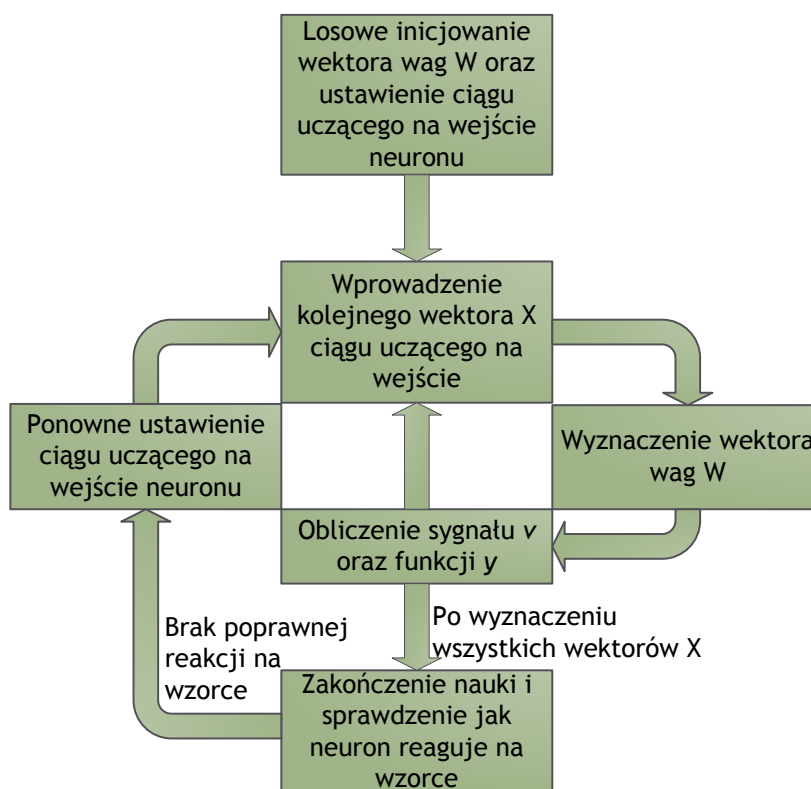 Losowe inicjowanie
wektora wag W oraz
ustawienie ciągu
uczącego na wejście
neuronu
Wprowadzenie
kolejnego wektora X
ciągu uczącego na
wejście
Ponowne ustawienie
ciągu uczącego na
wejście neuronu
Wyznaczenie wektora
wag W
Obliczenie sygnału v
oraz funkcji y
Brak poprawnej
reakcji na
wzorce
Po wyznaczeniu
wszystkich wektorów X
Zakończenie nauki i
sprawdzenie jak
neuron reaguje na
wzorce